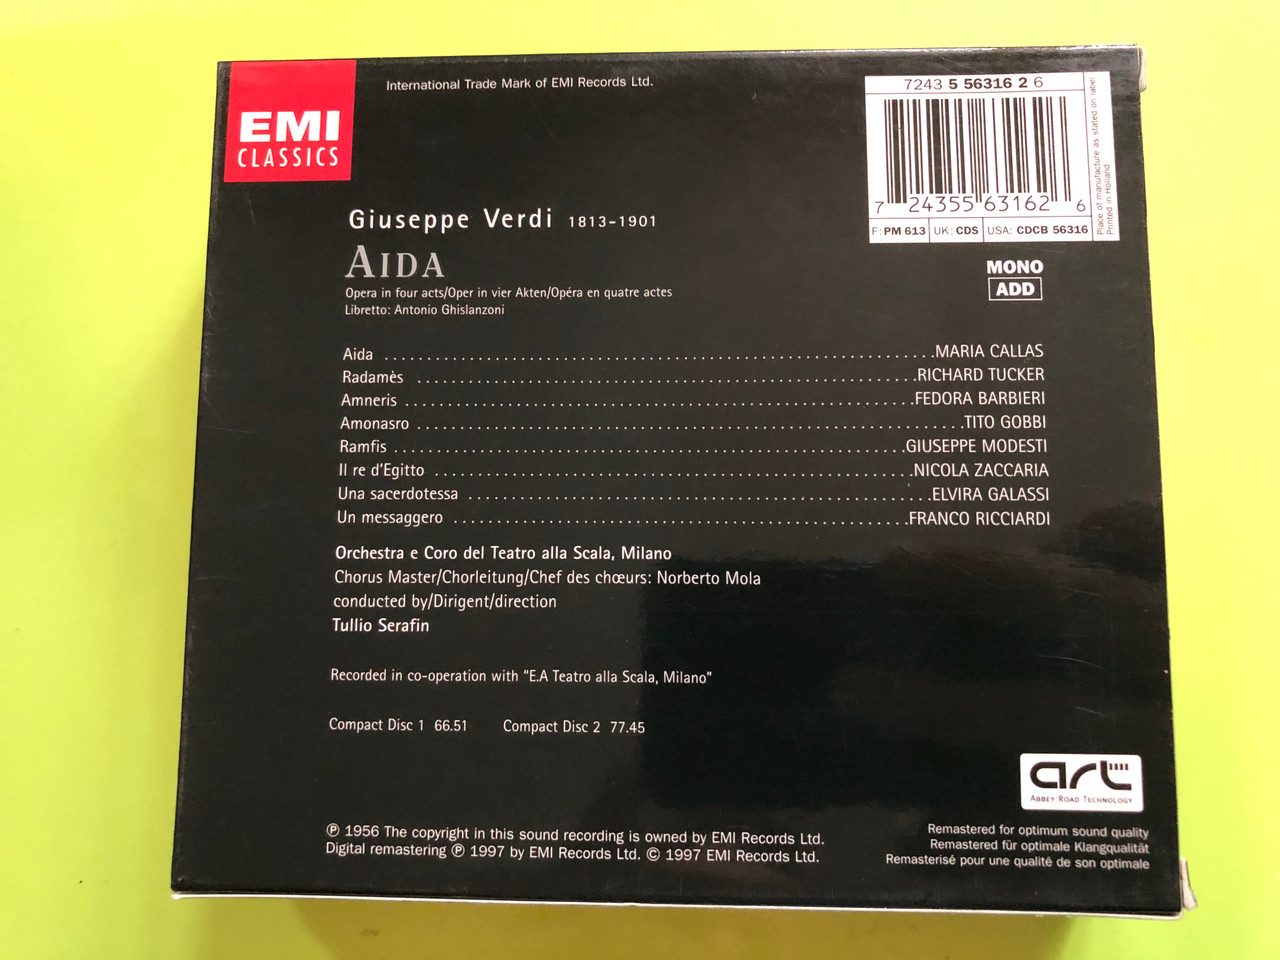 EMI
CLASSICS
International Trade Mark of EMI Records Ltd.
7243 5 56316 2 6
7 24355 63162 6
F: PM 613 UK: CDS USA: CDCB 56316
Place of manufacture as stated on label
Printed in Holland
Giuseppe Verdi 1813-1901
AIDA
Opera in four acts/Oper in vier Akten/Opéra en quatre actes
Libretto: Antonio Ghislanzoni
MONO
ADD
Aida ........ MARIA CALLAS
Radamès ........ RICHARD TUCKER
Amneris ........ FEDORA BARBIERI
Amonasro ........ TITO GOBBI
Ramfis ........ GIUSEPPE MODESTI
Il re d'Egitto ........ NICOLA ZACCARIA
Una sacerdotessa ........ ELVIRA GALASSI
Un messaggero ........ FRANCO RICCIARDI
Orchestra e Coro del Teatro alla Scala, Milano
Chorus Master/Chorleitung/Chef des chœurs: Norberto Mola
conducted by/Dirigent/direction
Tullio Serafin
Recorded in co-operation with "E.A Teatro alla Scala, Milano"
Compact Disc 1 66.51 Compact Disc 2 77.45
art
ABBEY ROAD TECHNOLOGY
℗ 1956 The copyright in this sound recording is owned by EMI Records Ltd.
Digital remastering ℗ 1997 by EMI Records Ltd. © 1997 EMI Records Ltd.
Remastered for optimum sound quality
Remastered für optimale Klangqualität
Remasterisé pour une qualité de son optimale